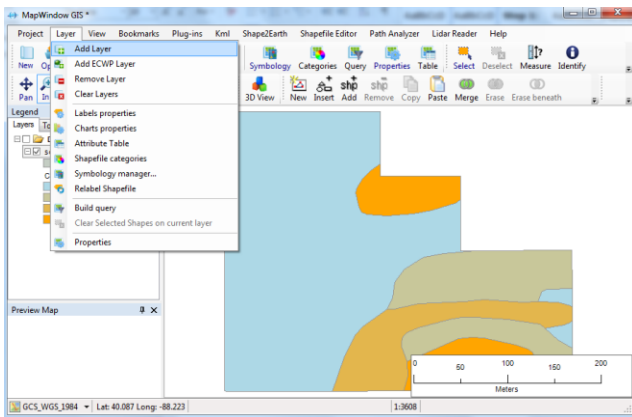 MapWindow GIS *
Project Layer View Bookmarks Plug-ins Kml Shape2Earth Shapefile Editor Path Analyzer Lidar Reader Help
New Symbology Categories Query Properties Table Select Deselect Measure Identify
Pan 3D View New Insert Add Remove Copy Paste Merge Erase Erase beneath
shp shp
Add Layer
Add ECWP Layer
Remove Layer
Clear Layers
Labels properties
Charts properties
Attribute Table
Shapefile categories
Symbology manager...
Relabel Shapefile
Build query
Clear Selected Shapes on current layer
Properties
Legend
Layers
Preview Map
0 50 100 150 200
Meters
GCS_WGS_1984 Lat: 40.087 Long: -88.223 1:3608